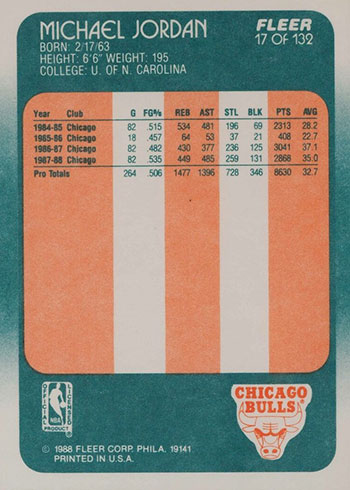 MICHAEL JORDAN
BORN: 2/17/63
HEIGHT: 6'6" WEIGHT: 195
COLLEGE: U. OF N. CAROLINA
FLEER
17 OF 132
Year Club G FG% REB AST STL BLK PTS AVG
1984-85 Chicago 82 .515 534 481 196 69 2313 28.2
1985-86 Chicago 18 .457 64 53 37 21 408 22.7
1986-87 Chicago 82 .482 430 377 236 125 3041 37.1
1987-88 Chicago 82 .535 449 485 259 131 2868 35.0
Pro Totals 264 .506 1477 1396 728 346 8630 32.7
OFFICIAL LICENSED
NBA
PRODUCT
CHICAGO
BULLS
© 1988 FLEER CORP. PHILA. 19141
PRINTED IN U.S.A.